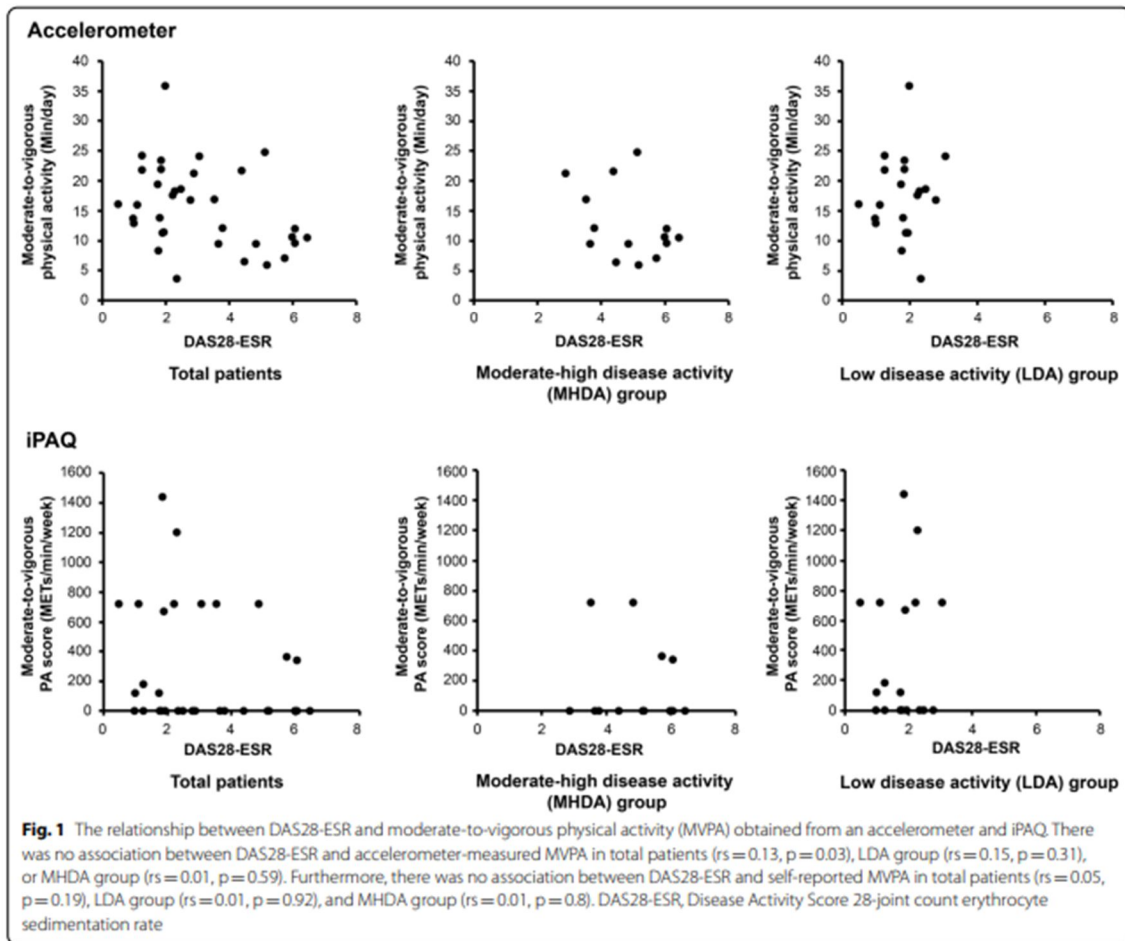 Accelerometer
Moderate-to-vigorous
physical activity (Min/day)
40
35
30
25
20
15
10
5
0
0 2 4 6 8
DAS28-ESR
Total patients
Moderate-to-vigorous
physical activity (Min/day)
40
35
30
25
20
15
10
5
0
0 2 4 6 8
DAS28-ESR
Moderate-high disease activity
(MHDA) group
Moderate-to-vigorous
physical activity (Min/day)
40
35
30
25
20
15
10
5
0
0 2 4 6 8
DAS28-ESR
Low disease activity (LDA) group
iPAQ
Moderate-to-vigorous
PA score (METs/min/week)
1600
1400
1200
1000
800
600
400
200
0
0 2 4 6 8
DAS28-ESR
Total patients
Moderate-to-vigorous
PA score (METs/min/week)
1600
1400
1200
1000
800
600
400
200
0
0 2 4 6 8
DAS28-ESR
Moderate-high disease activity
(MHDA) group
Moderate-to-vigorous
PA score (METs/min/week)
1600
1400
1200
1000
800
600
400
200
0
0 2 4 6 8
DAS28-ESR
Low disease activity (LDA) group
Fig. 1 The relationship between DAS28-ESR and moderate-to-vigorous physical activity (MVPA) obtained from an accelerometer and iPAQ. There
was no association between DAS28-ESR and accelerometer-measured MVPA in total patients (rs = 0.13, p = 0.03), LDA group (rs = 0.15, p = 0.31),
or MHDA group (rs = 0.01, p = 0.59). Furthermore, there was no association between DAS28-ESR and self-reported MVPA in total patients (rs = 0.05,
p = 0.19), LDA group (rs = 0.01, p = 0.92), and MHDA group (rs = 0.01, p = 0.8). DAS28-ESR, Disease Activity Score 28-joint count erythrocyte
sedimentation rate